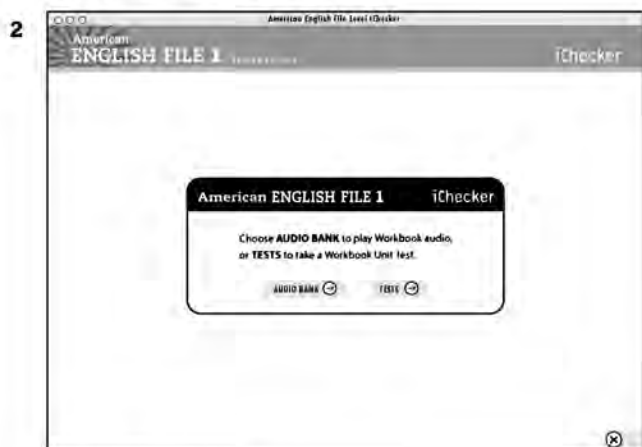 2
American English File Level iChecker
American
ENGLISH FILE 1
iChecker
American ENGLISH FILE 1 iChecker
Choose AUDIO BANK to play Workbook audio,
or TESTS to take a Workbook Unit Test.
AUDIO BANK TESTS